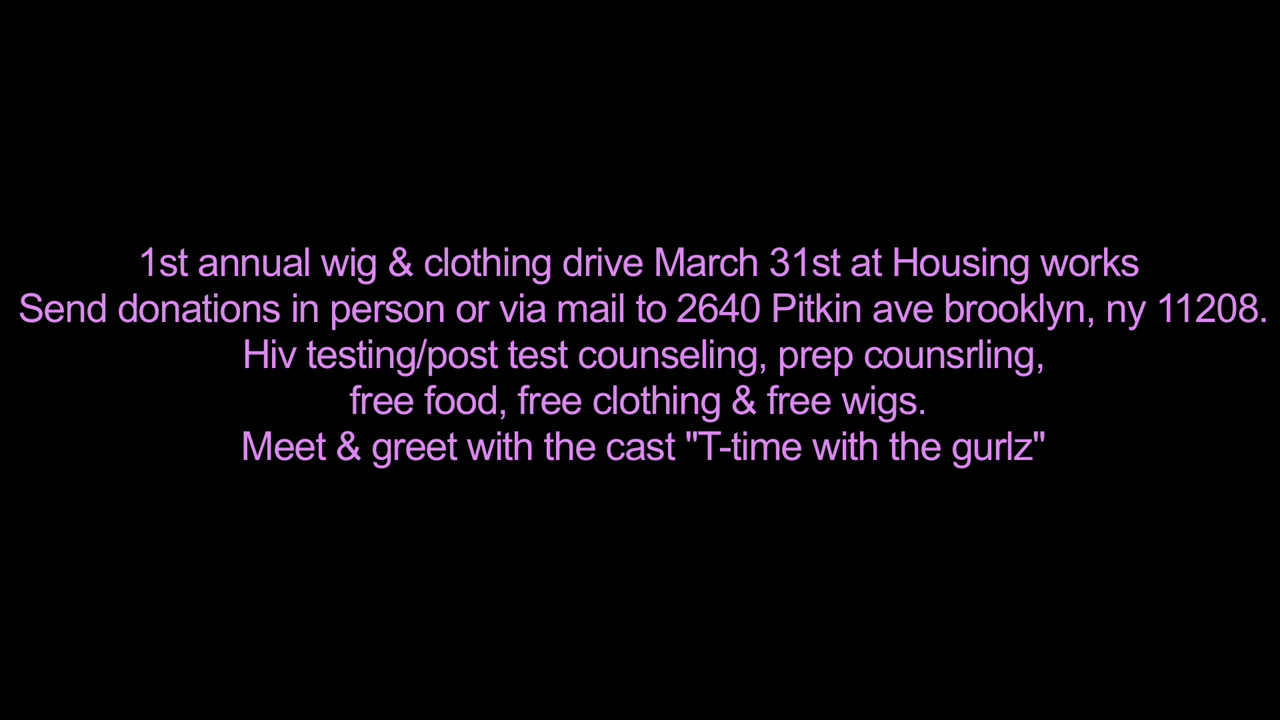 1st annual wig & clothing drive March 31st at Housing works
Send donations in person or via mail to 2640 Pitkin ave brooklyn, ny 11208.
Hiv testing/post test counseling, prep counsrling,
free food, free clothing & free wigs.
Meet & greet with the cast "T-time with the gurlz"